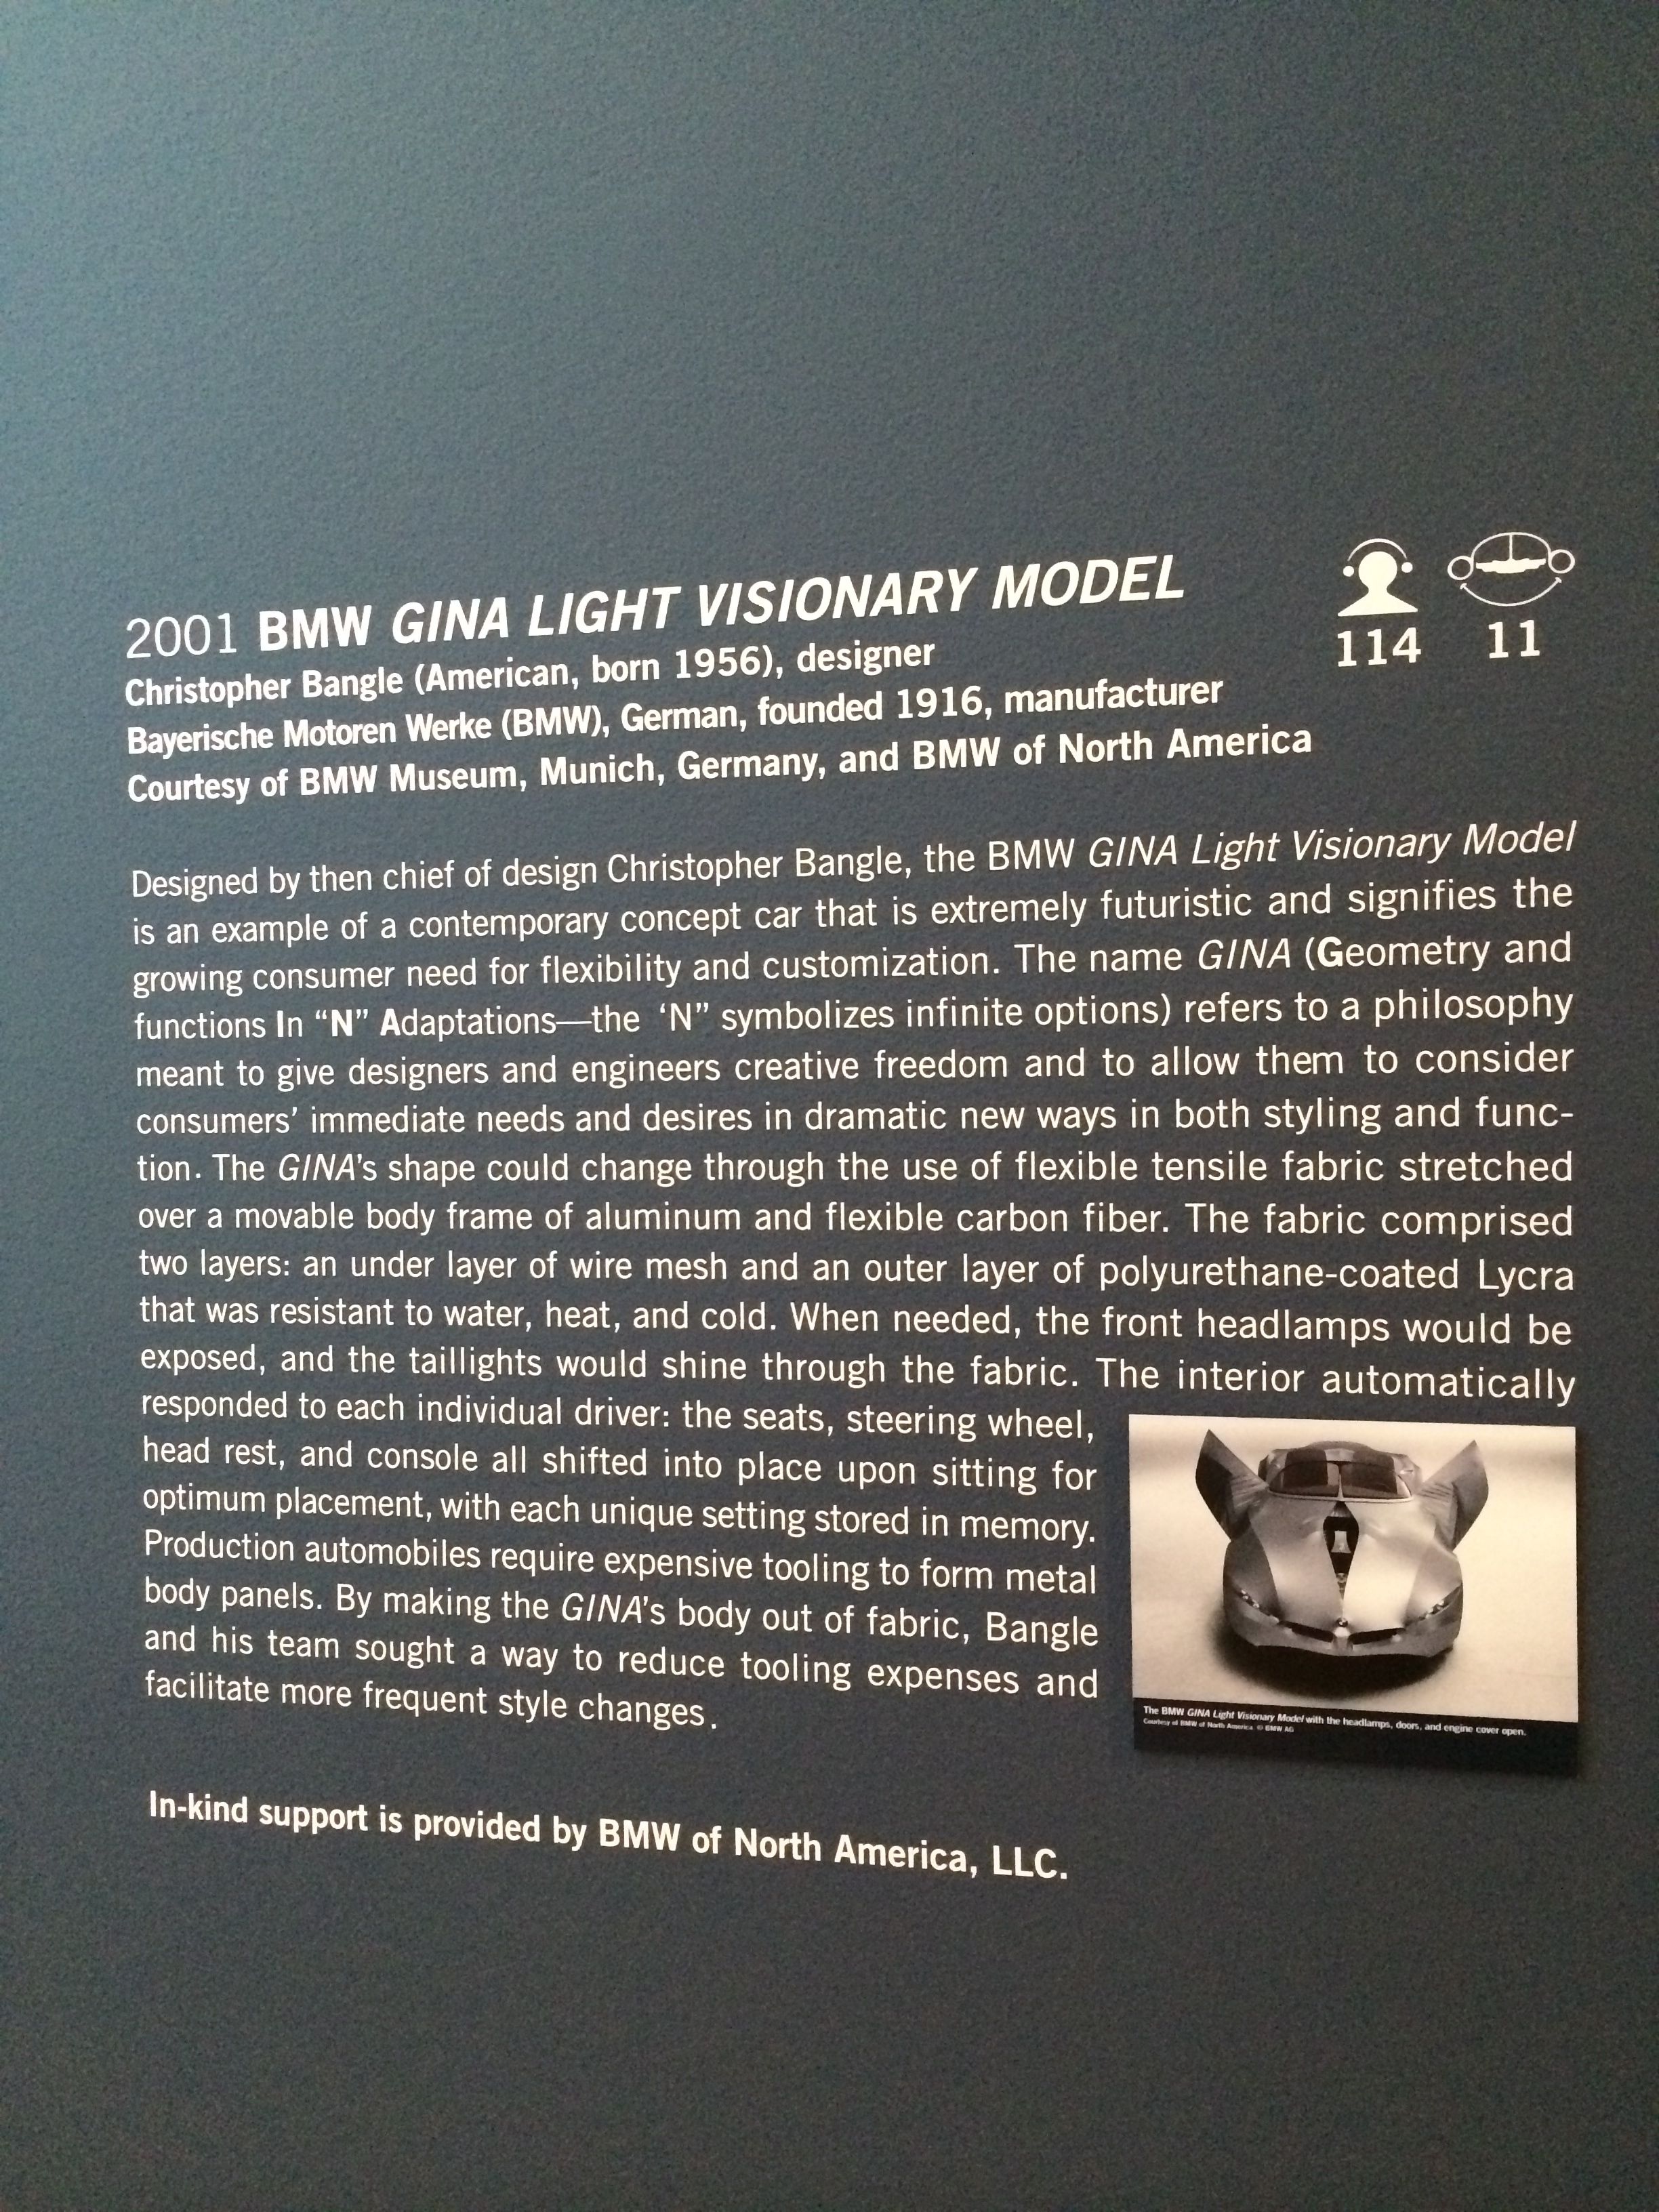 2001 BMW GINA LIGHT VISIONARY MODEL
Christopher Bangle (American, born 1956), designer
Bayerische Motoren Werke (BMW), German, founded 1916, manufacturer
Courtesy of BMW Museum, Munich, Germany, and BMW of North America
114 11
Designed by then chief of design Christopher Bangle, the BMW GINA Light Visionary Model
is an example of a contemporary concept car that is extremely futuristic and signifies the
growing consumer need for flexibility and customization. The name GINA (Geometry and
functions In “N” Adaptations—the ‘N” symbolizes infinite options) refers to a philosophy
meant to give designers and engineers creative freedom and to allow them to consider
consumers’ immediate needs and desires in dramatic new ways in both styling and func-
tion. The GINA’s shape could change through the use of flexible tensile fabric stretched
over a movable body frame of aluminum and flexible carbon fiber. The fabric comprised
two layers: an under layer of wire mesh and an outer layer of polyurethane-coated Lycra
that was resistant to water, heat, and cold. When needed, the front headlamps would be
exposed, and the taillights would shine through the fabric. The interior automatically
responded to each individual driver: the seats, steering wheel,
head rest, and console all shifted into place upon sitting for
optimum placement, with each unique setting stored in memory.
Production automobiles require expensive tooling to form metal
body panels. By making the GINA’s body out of fabric, Bangle
and his team sought a way to reduce tooling expenses and
facilitate more frequent style changes.
The BMW GINA Light Visionary Model with the headlamps, doors, and engine cover open.
Courtesy of BMW of North America. © BMW AG
In-kind support is provided by BMW of North America, LLC.